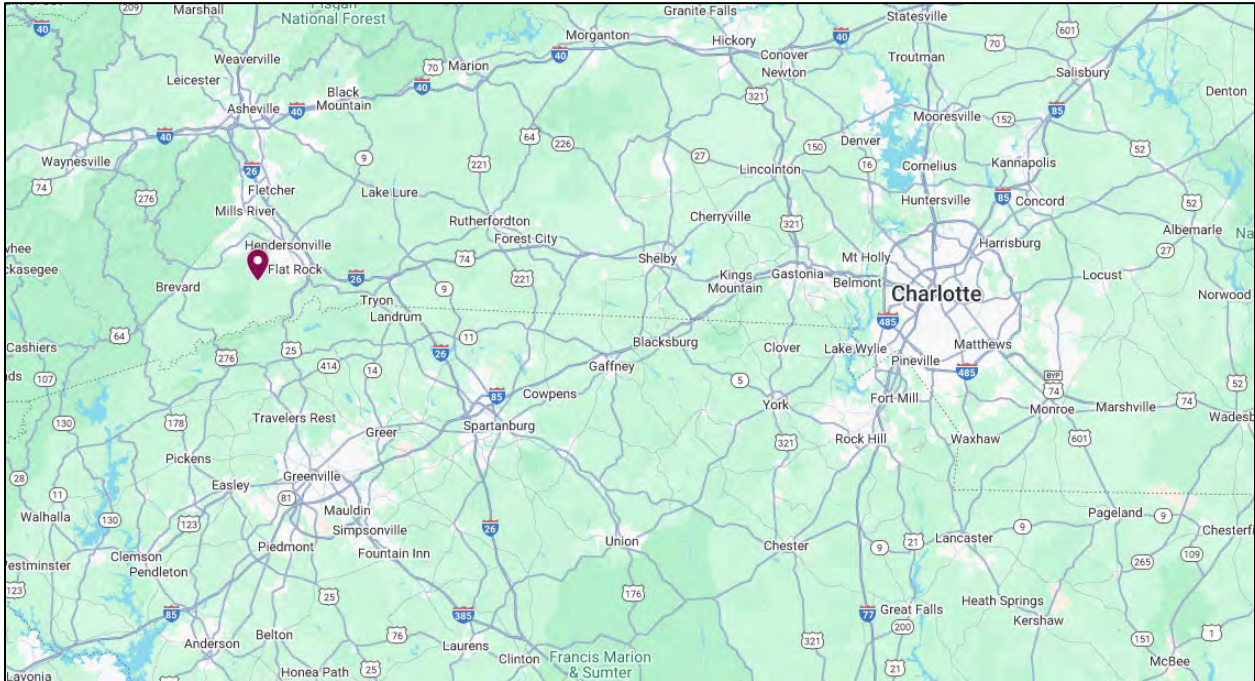 209
Marshall
Pisgah
National Forest
Granite Falls
Statesville
40
Weaverville
Morganton
Hickory
40
601
Leicester
70
Marion
40
Conover
Troutman
70
Salisbury
Asheville
Black
Mountain
40
Newton
321
85
Denton
40
40
64
226
Mooresville
152
Waynesville
26
9
221
27
150
Denver
52
74
Fletcher
Lake Lure
Lincolnton
16
Cornelius
Kannapolis
276
Mills River
Rutherfordton
Cherryville
321
Huntersville
85
Concord
52
Hendersonville
Forest City
Albemarle
Flat Rock
74
Shelby
Mt Holly
Harrisburg
27
26
221
Kings
Mountain
Gastonia
Belmont
Locust
Brevard
Tryon
9
Charlotte
Norwood
Landrum
485
64
276
25
11
Blacksburg
Clover
Lake Wylie
Matthews
Cashiers
26
Gaffney
Pineville
107
414
14
5
485
BYP
74
52
85
Cowpens
York
Fort Mill
Monroe
Marshville
74
130
178
Travelers Rest
Greer
Spartanburg
321
Rock Hill
Waxhaw
601
Pickens
28
Greenville
11
Easley
81
Walhalla
130
123
Mauldin
Simpsonville
26
9
Pageland
9
Clemson
Piedmont
Fountain Inn
Union
Chester
9
21
Lancaster
109
Pendleton
265
123
25
176
Heath Springs
85
385
77
Great Falls
Kershaw
Anderson
Belton
76
Laurens
200
151
1
Honea Path
25
Clinton
Francis Marion
& Sumter
321
21
McBee